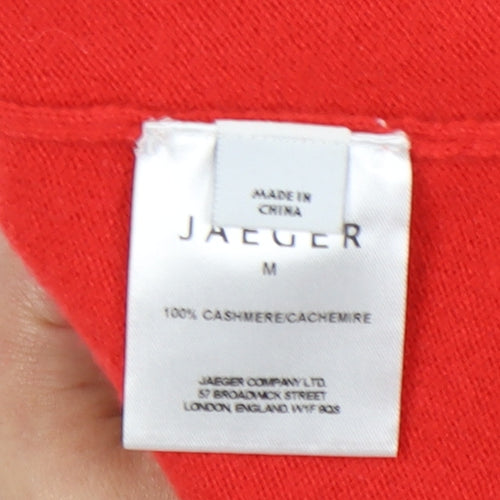 MADE IN
CHINA
JAEGER
M
100% CASHMERE/CACHEMIRE
JAEGER COMPANY LTD.
57 BROADWICK STREET
LONDON, ENGLAND. W1F 9QS